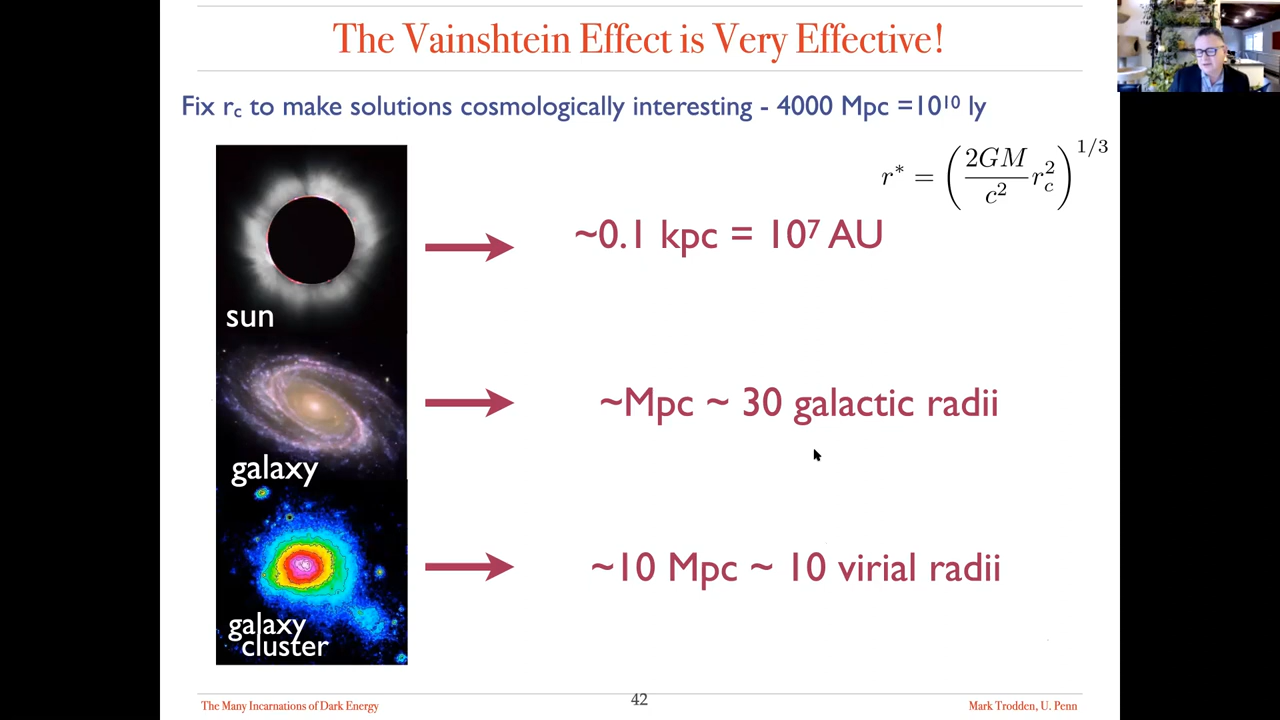 The Vainshtein Effect is Very Effective!
Fix r_c to make solutions cosmologically interesting - 4000 Mpc =10^10 ly
r^* = (2GM/c^2 r_c^2)^1/3
~0.1 kpc = 10^7 AU
sun
~Mpc ~ 30 galactic radii
galaxy
~10 Mpc ~ 10 virial radii
galaxy
cluster
The Many Incarnations of Dark Energy
42
Mark Trodden, U. Penn